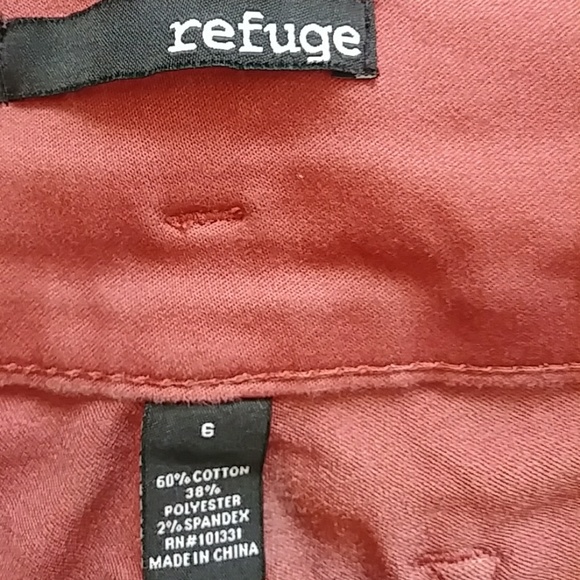 refuge
6
60% COTTON
38%
POLYESTER
2% SPANDEX
RN#101331
MADE IN CHINA